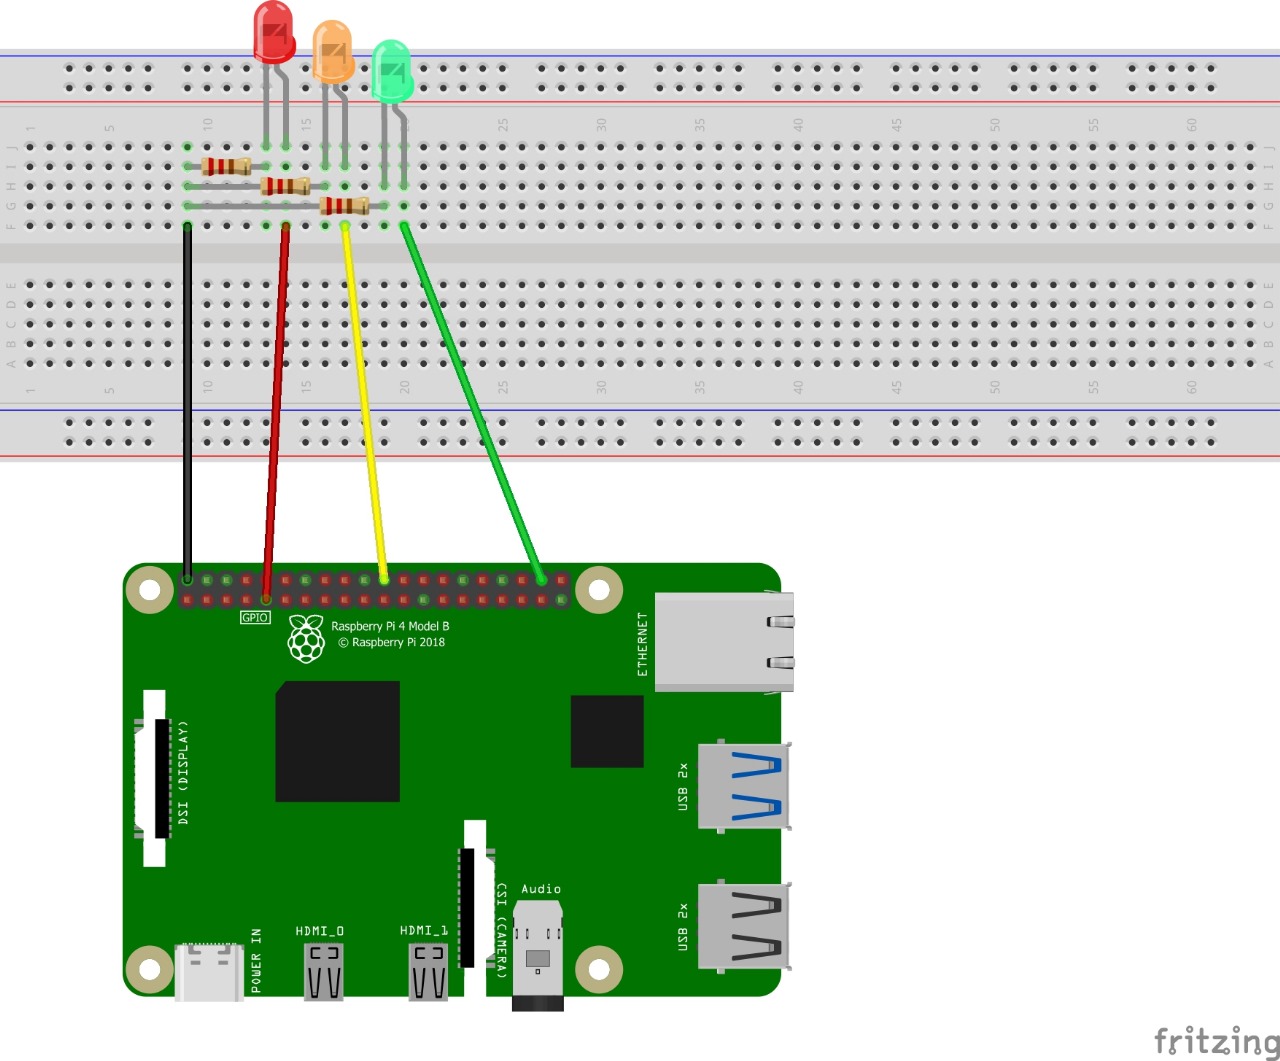 1 5 10 15 20 25 30 35 40 45 50 55 60
J J
I I
H H
G G
F F
E E
D D
C C
B B
A A
1 5 10 15 20 25 30 35 40 45 50 55 60
GPIO
Raspberry Pi 4 Model B
© Raspberry Pi 2018
ETHERNET
DSI (DISPLAY)
USB 2x
USB 2x
Audio
CSI (CAMERA)
HDMI_0
HDMI_1
POWER IN
fritzing